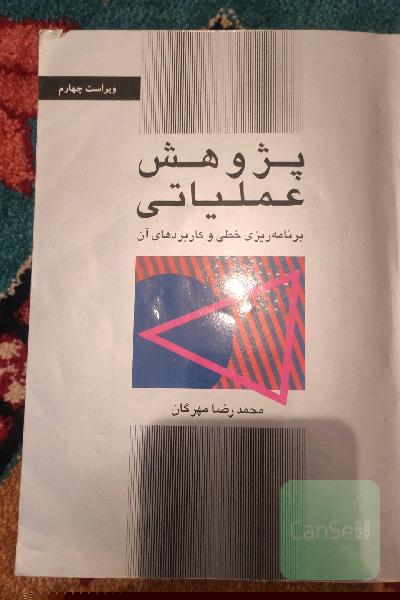 ویراست چهارم
پژوهش
عملیاتی
برنامه‌ریزی خطی و کاربردهای آن
محمدرضا مهرگان
CanSell